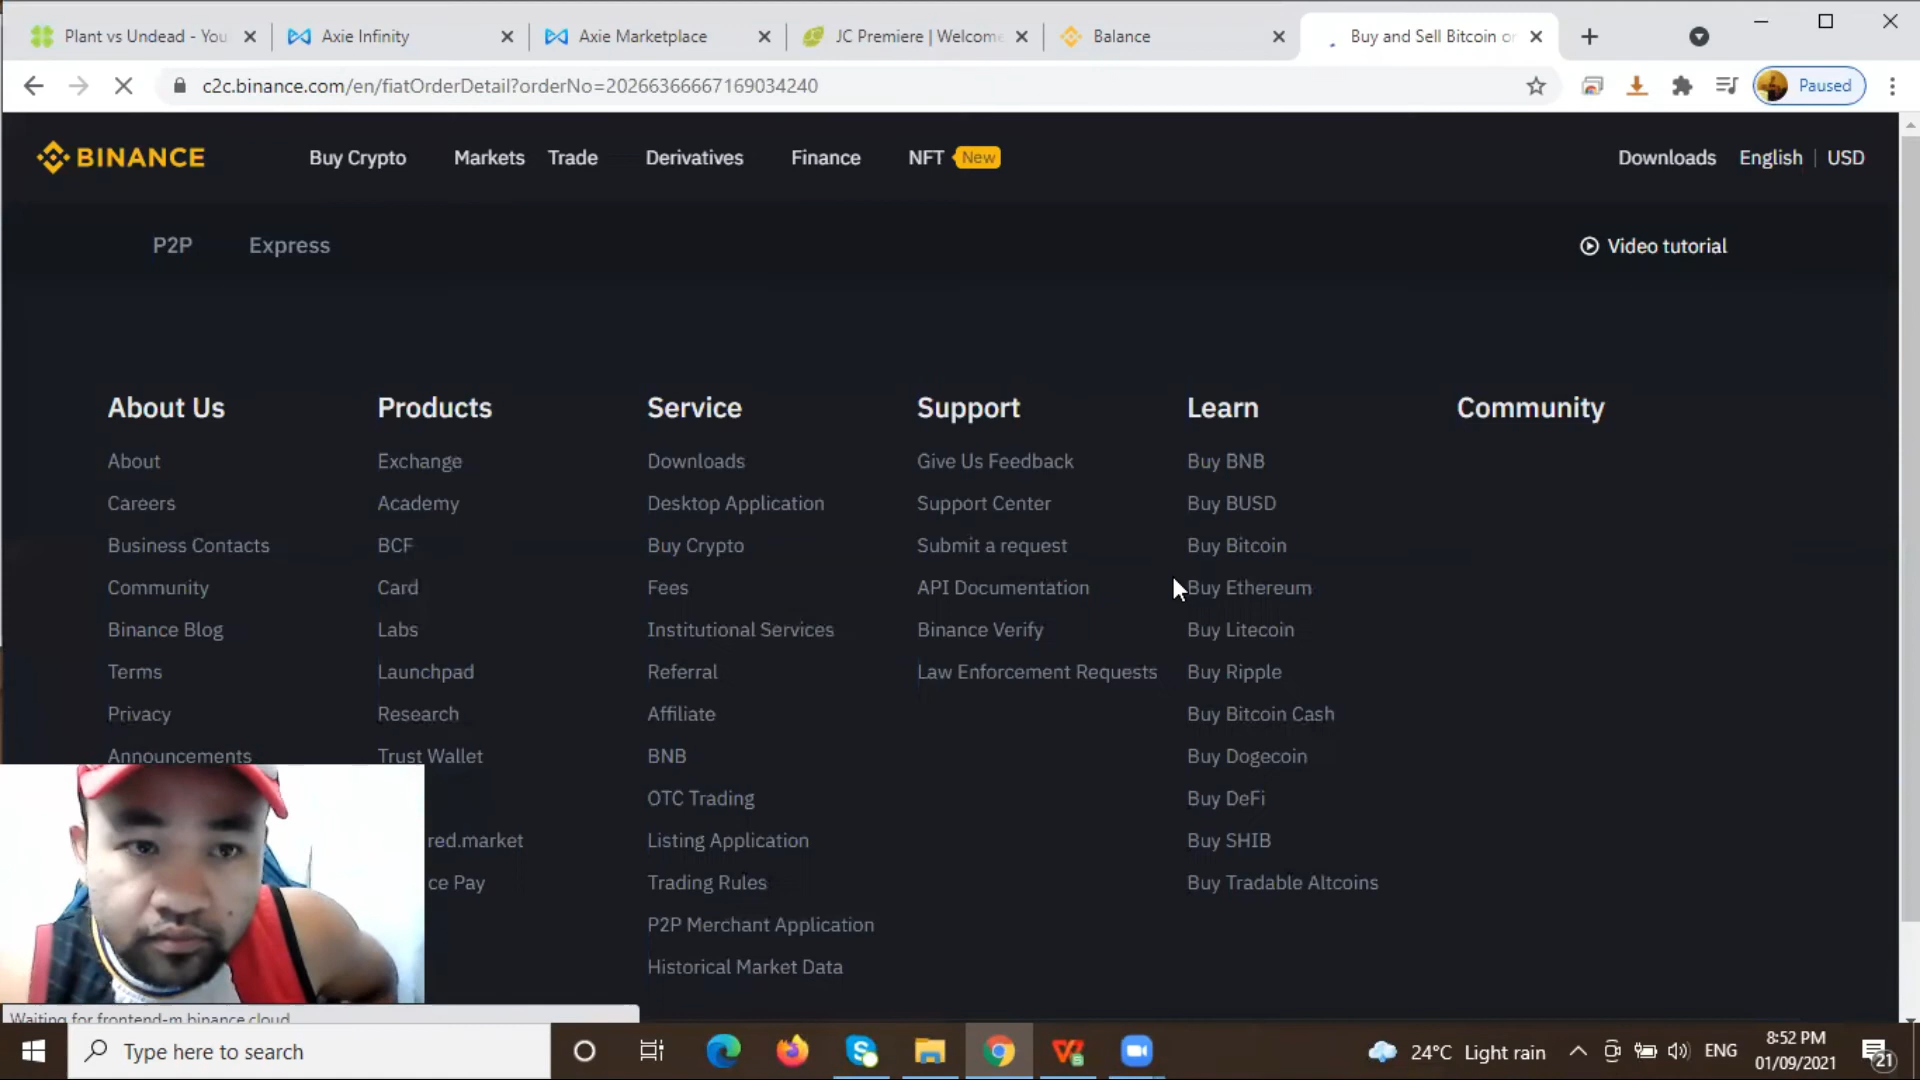 Plant vs Undead - You
Axie Infinity
Axie Marketplace
JC Premiere | Welcome
Balance
Buy and Sell Bitcoin or
c2c.binance.com/en/fiatOrderDetail?orderNo=20266366667169034240
Paused
BINANCE
Buy Crypto
Markets
Trade
Derivatives
Finance
NFT New
Downloads
English | USD
P2P
Express
Video tutorial
About Us
About
Careers
Business Contacts
Community
Binance Blog
Terms
Privacy
Announcements
Products
Exchange
Academy
BCF
Card
Labs
Launchpad
Research
Trust Wallet
red.market
ce Pay
Service
Downloads
Desktop Application
Buy Crypto
Fees
Institutional Services
Referral
Affiliate
BNB
OTC Trading
Listing Application
Trading Rules
P2P Merchant Application
Historical Market Data
Support
Give Us Feedback
Support Center
Submit a request
API Documentation
Binance Verify
Law Enforcement Requests
Learn
Buy BNB
Buy BUSD
Buy Bitcoin
Buy Ethereum
Buy Litecoin
Buy Ripple
Buy Bitcoin Cash
Buy Dogecoin
Buy DeFi
Buy SHIB
Buy Tradable Altcoins
Community
Waiting for frontend-m.binance.cloud
Type here to search
24°C Light rain
ENG
8:52 PM
01/09/2021
21